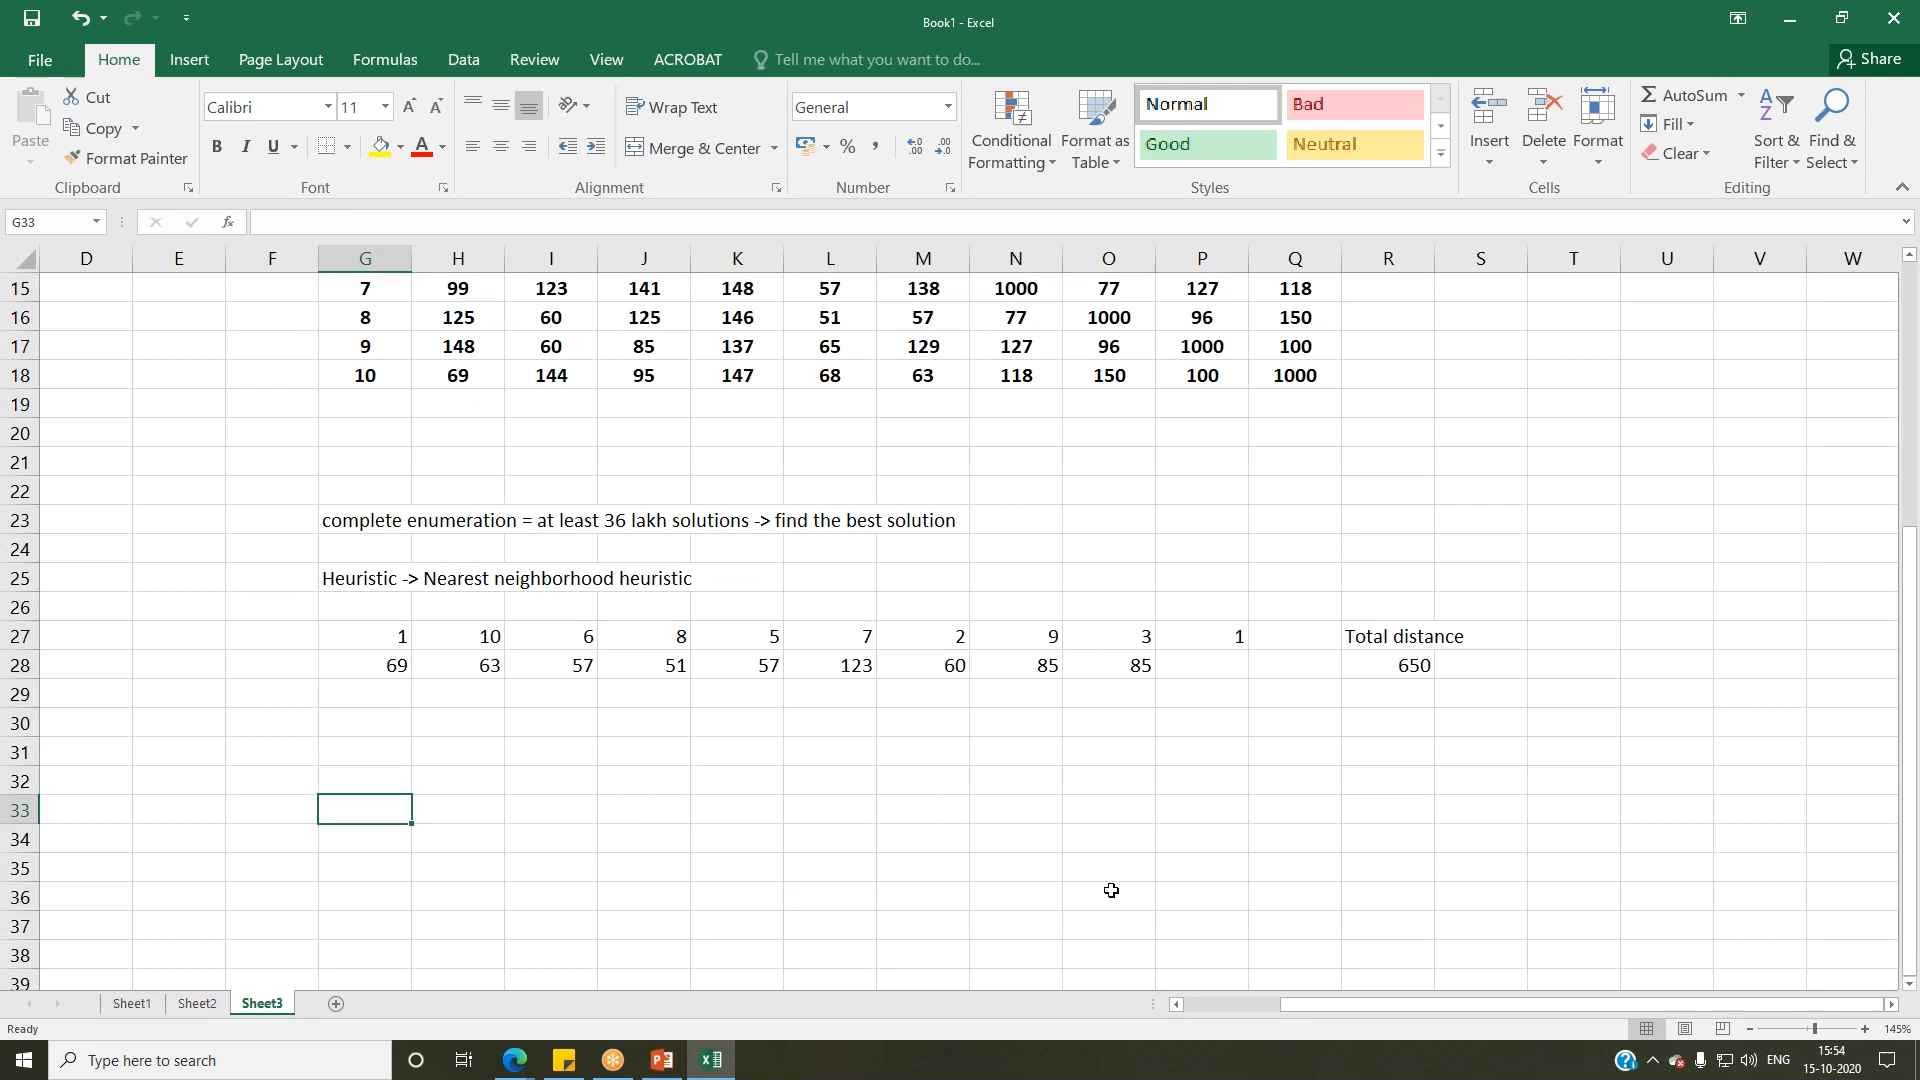 Book1 - Excel
File Home Insert Page Layout Formulas Data Review View ACROBAT Tell me what you want to do... Share
Paste Cut Copy Format Painter Clipboard
Calibri 11 B I U Font
Wrap Text Merge & Center Alignment
General % Number
Conditional Formatting Format as Table Normal Bad Good Neutral Styles
Insert Delete Format Cells
AutoSum Fill Clear Sort & Filter Find & Select Editing
G33 fx
D E F G H I J K L M N O P Q R S T U V W
15 7 99 123 141 148 57 138 1000 77 127 118
16 8 125 60 125 146 51 57 77 1000 96 150
17 9 148 60 85 137 65 129 127 96 1000 100
18 10 69 144 95 147 68 63 118 150 100 1000
19
20
21
22
23 complete enumeration = at least 36 lakh solutions -> find the best solution
24
25 Heuristic -> Nearest neighborhood heuristic
26
27 1 10 6 8 5 7 2 9 3 1 Total distance
28 69 63 57 51 57 123 60 85 85 650
29
30
31
32
33
34
35
36
37
38
39
Sheet1 Sheet2 Sheet3
Ready 145%
Type here to search ENG 15:54
15-10-2020